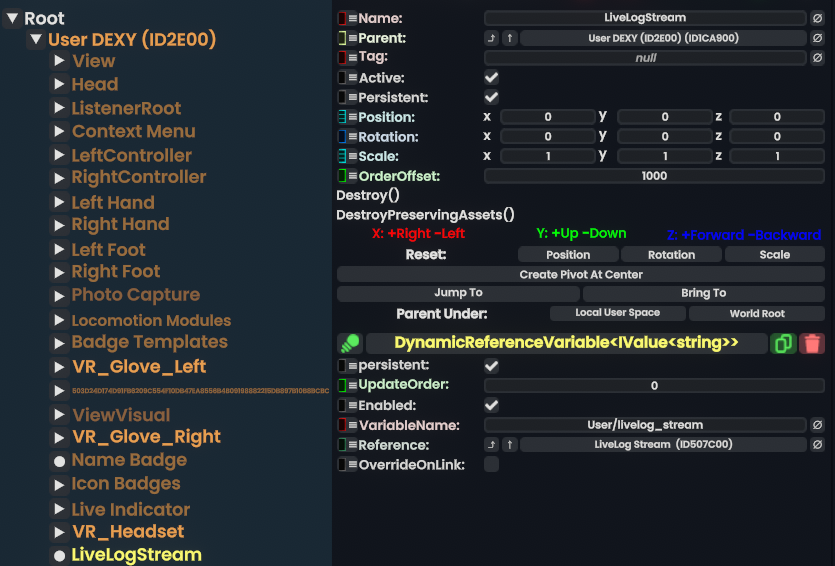 Root
User DEXY (ID2E00)
View
Head
ListenerRoot
Context Menu
LeftController
RightController
Left Hand
Right Hand
Left Foot
Right Foot
Photo Capture
Locomotion Modules
Badge Templates
VR_Glove_Left
ViewVisual
VR_Glove_Right
Name Badge
Icon Badges
Live Indicator
VR_Headset
LiveLogStream
Name: LiveLogStream Ø
Parent: User DEXY (ID2E00) (ID1CA900) Ø
Tag: null Ø
Active:
Persistent:
Position: x 0 y 0 z 0
Rotation: x 0 y 0 z 0
Scale: x 1 y 1 z 1
OrderOffset: 1000
Destroy()
DestroyPreservingAssets()
X: +Right -Left Y: +Up -Down Z: +Forward -Backward
Reset: Position Rotation Scale
Create Pivot At Center
Jump To Bring To
Parent Under: Local User Space World Root
DynamicReferenceVariable<IValue<string>>
persistent:
UpdateOrder: 0
Enabled:
VariableName: User/livelog_stream Ø
Reference: LiveLog Stream (ID507C00) Ø
OverrideOnLink: